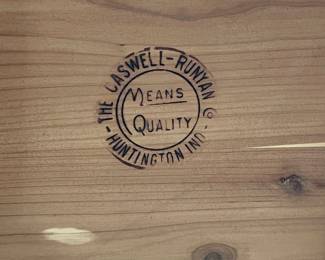 THE CASWELL-RUNYAN Co
MEANS
QUALITY
- HUNTINGTON IND. -